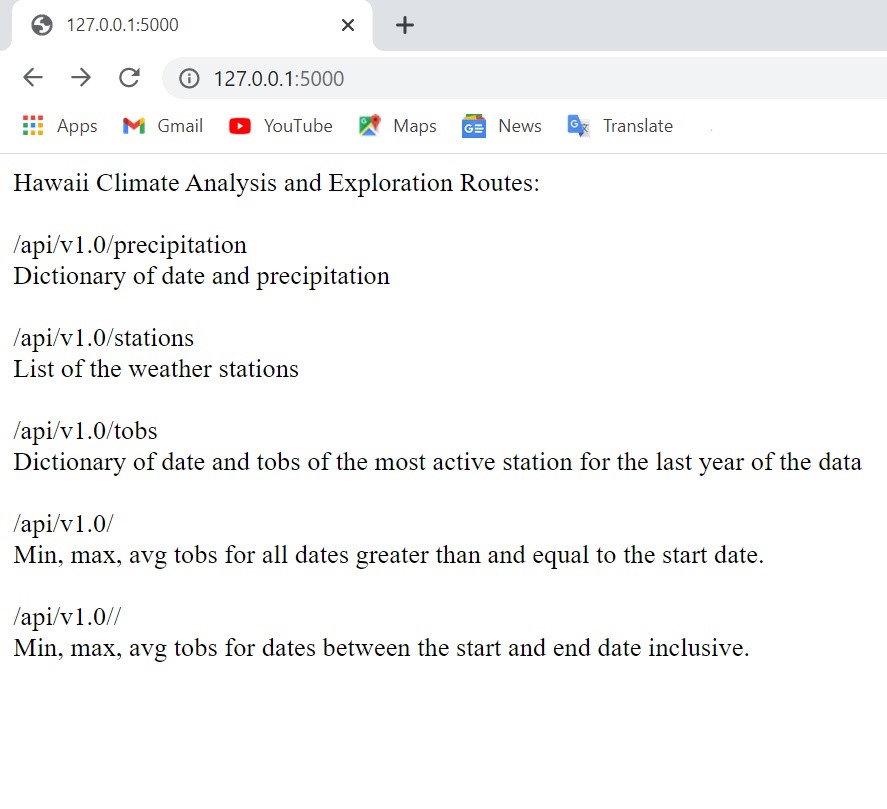 127.0.0.1:5000
127.0.0.1:5000
Apps Gmail YouTube Maps News Translate
Hawaii Climate Analysis and Exploration Routes:
/api/v1.0/precipitation
Dictionary of date and precipitation
/api/v1.0/stations
List of the weather stations
/api/v1.0/tobs
Dictionary of date and tobs of the most active station for the last year of the data
/api/v1.0/
Min, max, avg tobs for all dates greater than and equal to the start date.
/api/v1.0//
Min, max, avg tobs for dates between the start and end date inclusive.